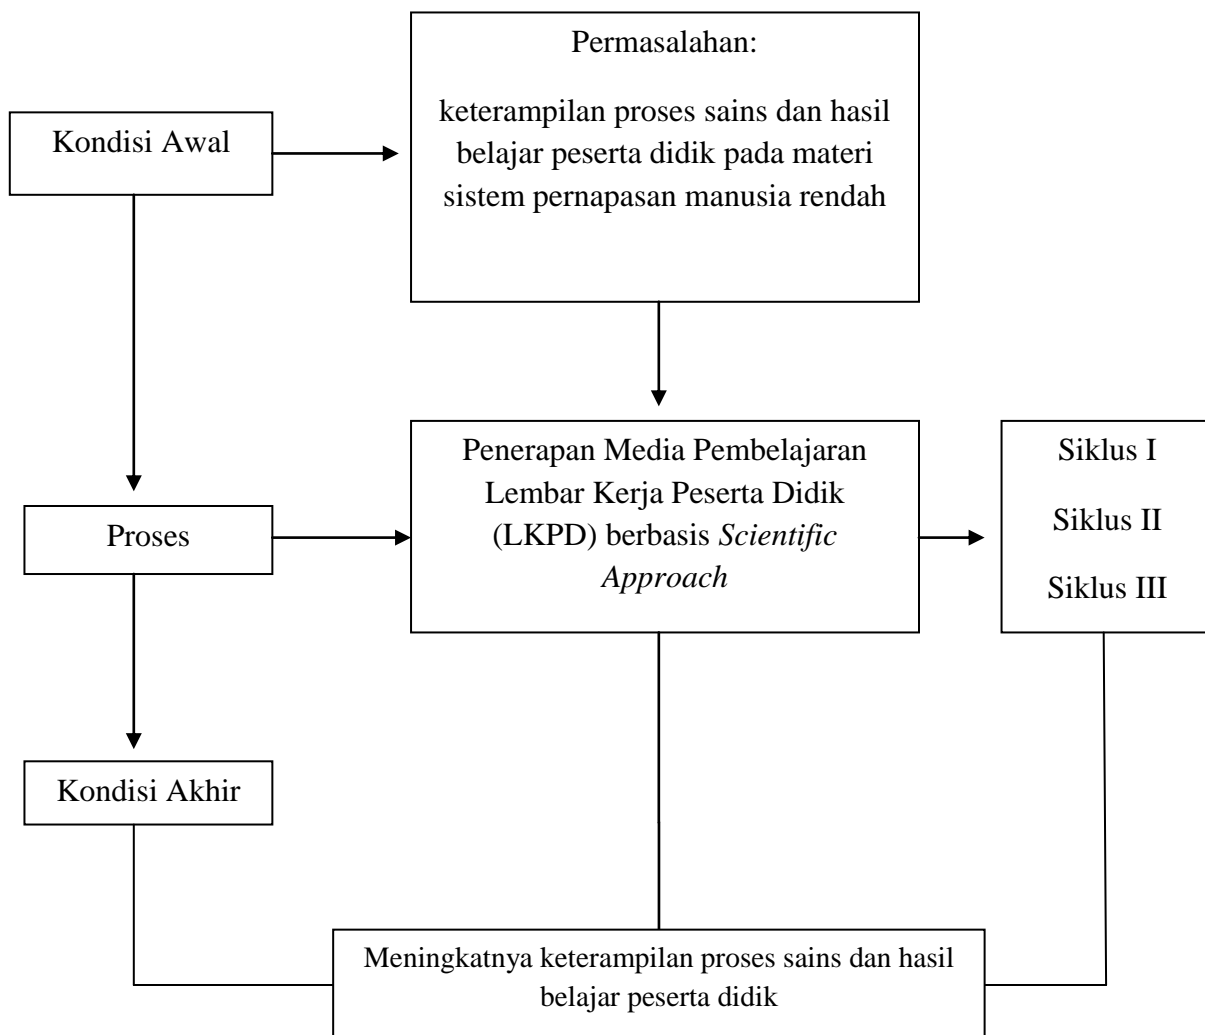 Permasalahan:
keterampilan proses sains dan hasil
belajar peserta didik pada materi
sistem pernapasan manusia rendah
Kondisi Awal
Penerapan Media Pembelajaran
Lembar Kerja Peserta Didik
(LKPD) berbasis Scientific
Approach
Siklus I
Siklus II
Siklus III
Proses
Kondisi Akhir
Meningkatnya keterampilan proses sains dan hasil
belajar peserta didik